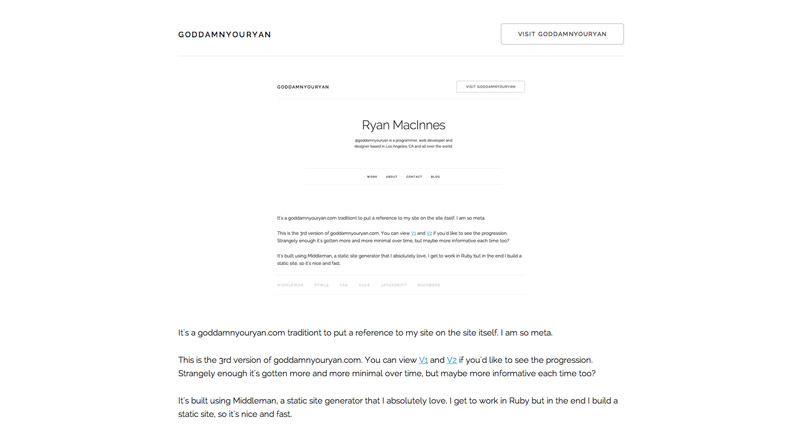 GODDAMNYOURYAN
VISIT GODDAMNYOURYAN
GODDAMNYOURYAN
VISIT GODDAMNYOURYAN
Ryan MacInnes
@goddamnyouryan is a programmer, web developer and
designer based in Los Angeles, CA and all over the world.
WORK ABOUT CONTACT BLOG
It's a goddamnyouryan.com traditiont to put a reference to my site on the site itself. I am so meta.
This is the 3rd version of goddamnyouryan.com. You can view V1 and V2 if you'd like to see the progression.
Strangely enough it's gotten more and more minimal over time, but maybe more informative each time too?
It's built using Middleman, a static site generator that I absolutely love. I get to work in Ruby but in the end I build a
static site, so it's nice and fast.
MIDDLEMAN HTML5 CSS SASS JAVASCRIPT
It's a goddamnyouryan.com traditiont to put a reference to my site on the site itself. I am so meta.
This is the 3rd version of goddamnyouryan.com. You can view V1 and V2 if you'd like to see the progression.
Strangely enough it's gotten more and more minimal over time, but maybe more informative each time too?
It's built using Middleman, a static site generator that I absolutely love. I get to work in Ruby but in the end I build a
static site, so it's nice and fast.